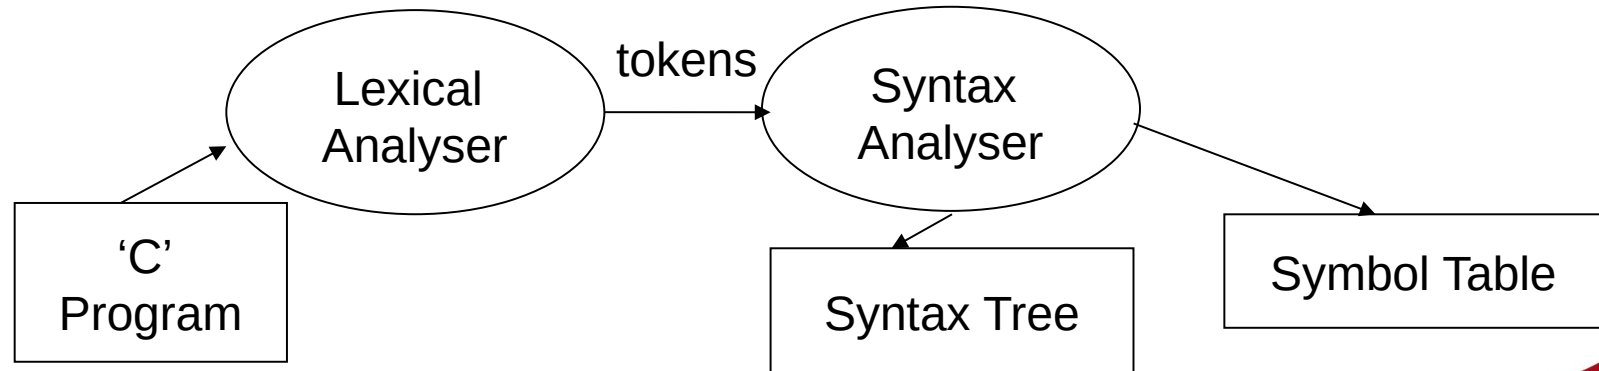 tokens
Lexical
Analyser
Syntax
Analyser
‘C’
Program
Syntax Tree
Symbol Table